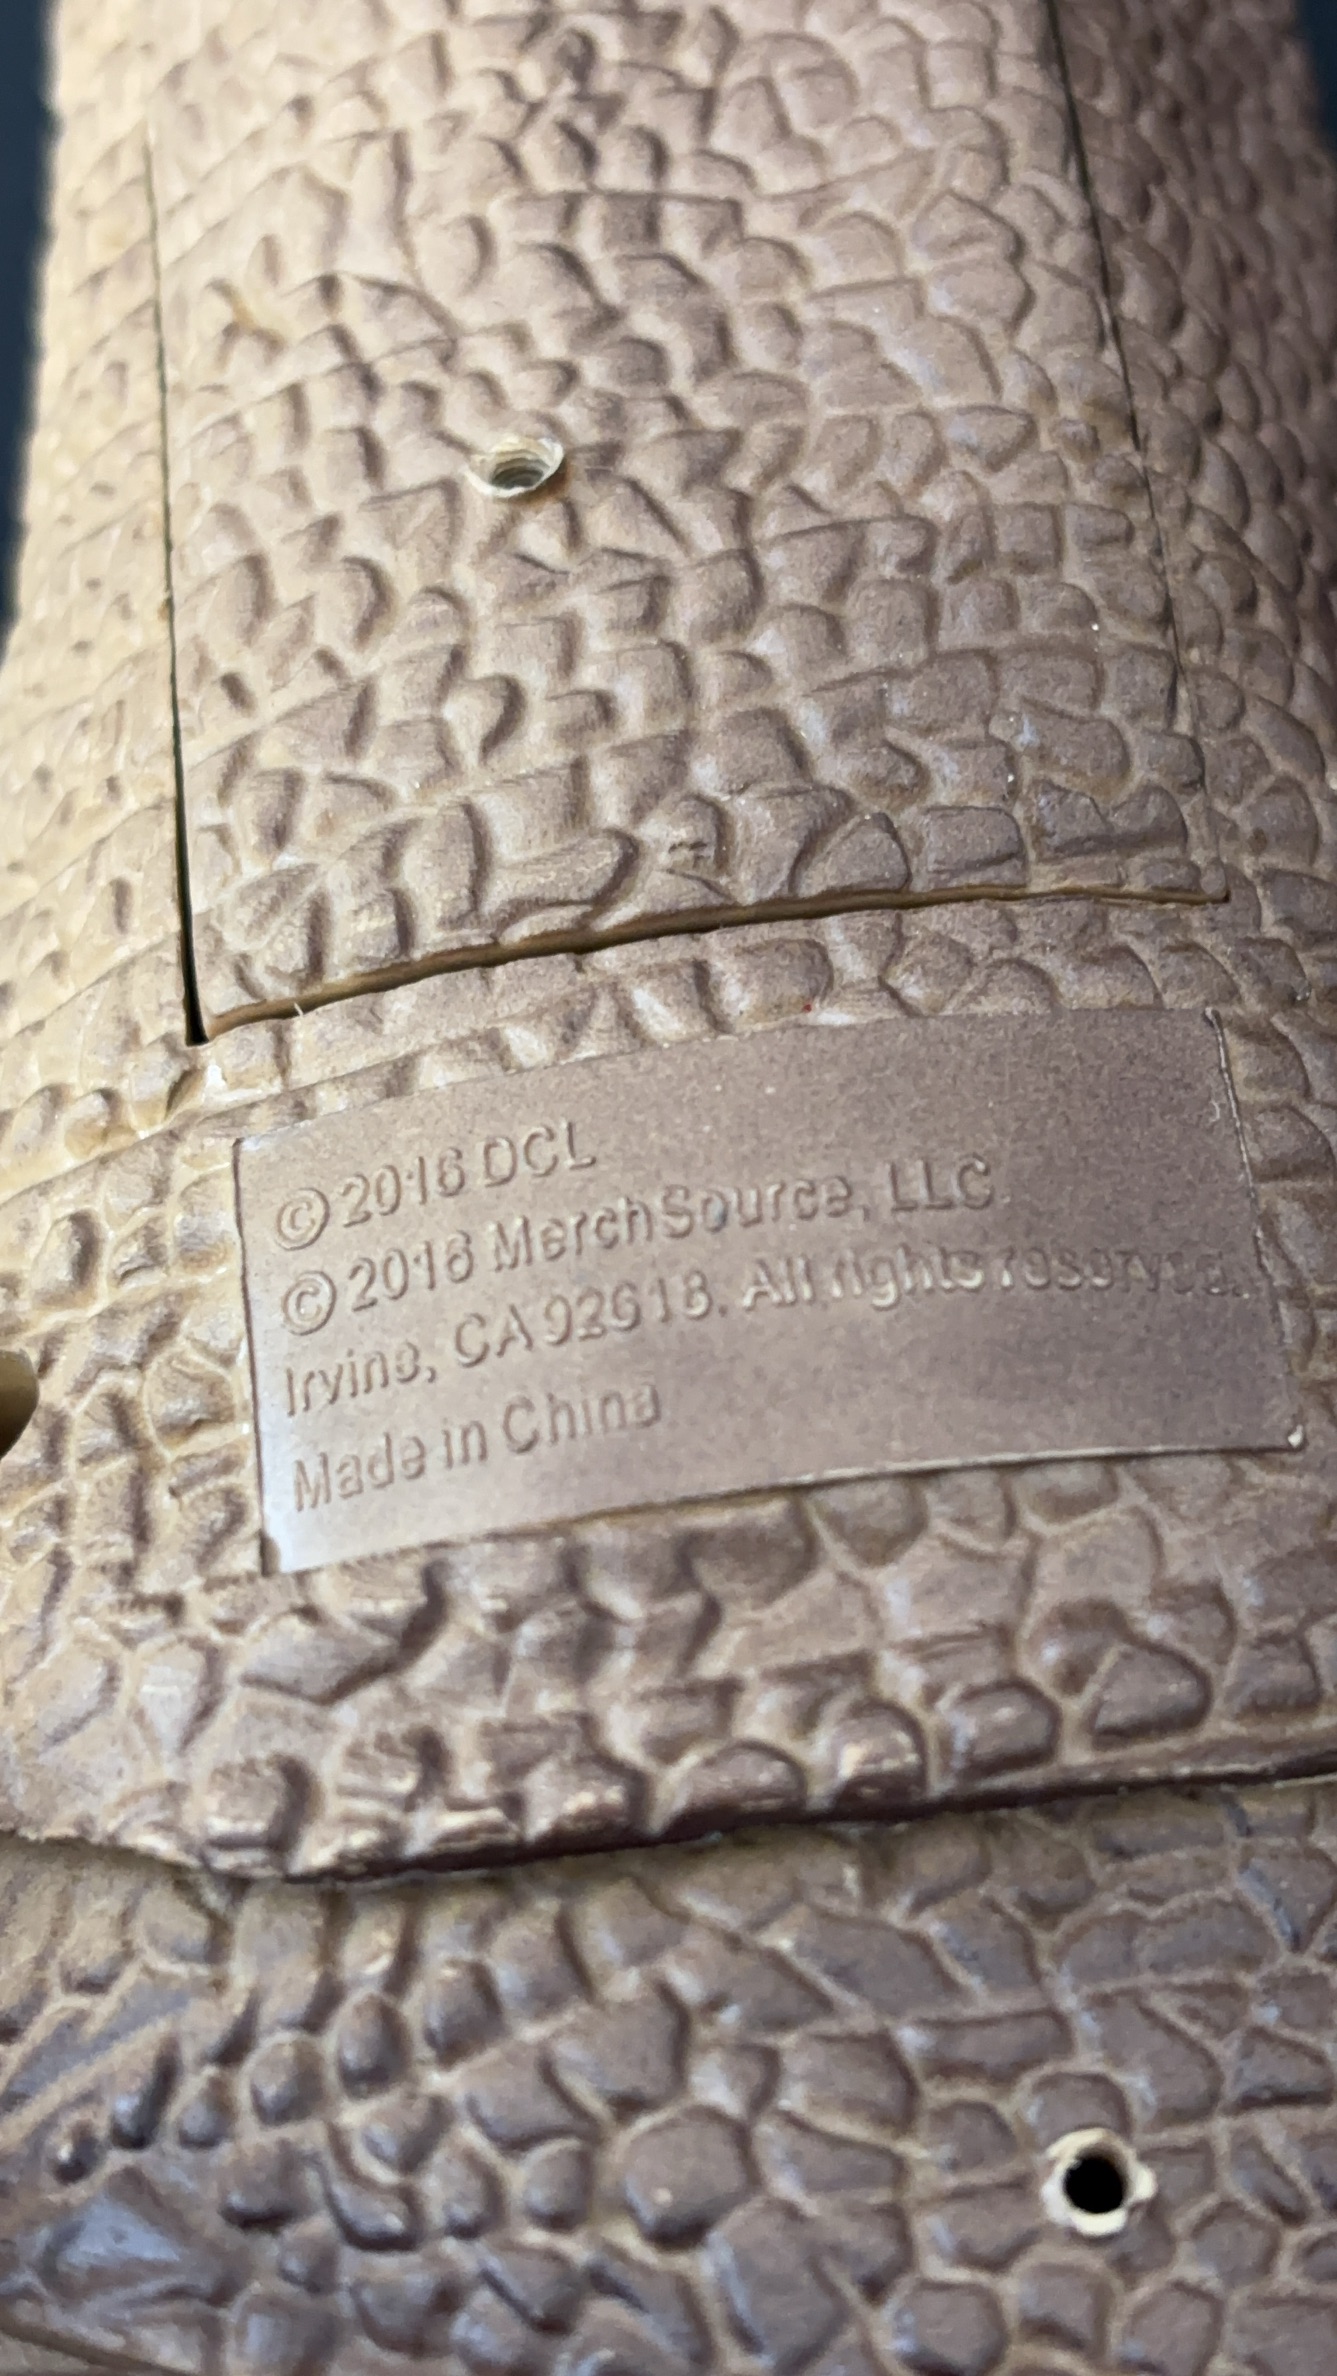 © 2016 DCL
© 2016 MerchSource, LLC
Irvine, CA 92618. All rights reserved.
Made in China